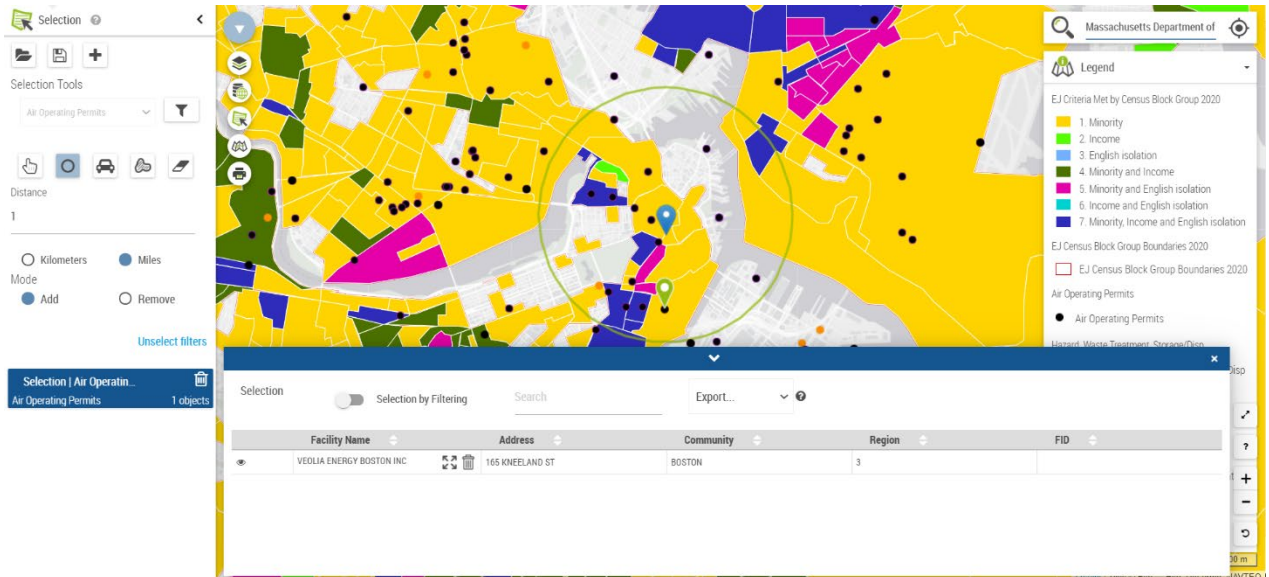 Selection
Selection Tools
Air Operating Permits
Distance
1
Kilometers Miles
Mode
Add Remove
Unselect filters
Selection | Air Operatin...
Air Operating Permits 1 objects
Massachusetts Department of
Legend
EJ Criteria Met by Census Block Group 2020
1. Minority
2. Income
3. English isolation
4. Minority and Income
5. Minority and English isolation
6. Income and English isolation
7. Minority, Income and English isolation
EJ Census Block Group Boundaries 2020
EJ Census Block Group Boundaries 2020
Air Operating Permits
Air Operating Permits
Hazard. Waste Treatment, Storage/Disp
Selection Selection by Filtering Search Export...
Facility Name Address Community Region FID
VEOLIA ENERGY BOSTON INC 165 KNEELAND ST BOSTON 3